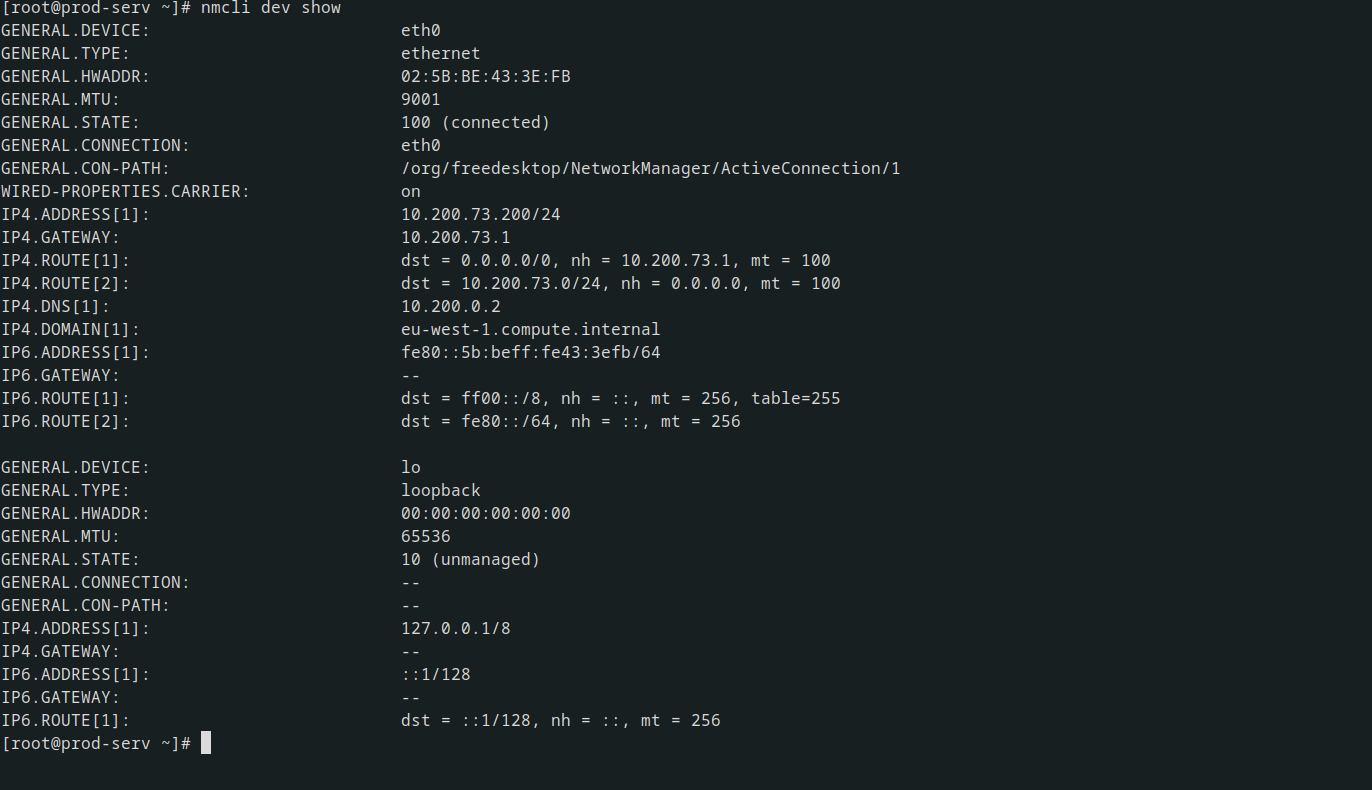 [root@prod-serv ~]# nmcli dev show
GENERAL.DEVICE:                         eth0
GENERAL.TYPE:                           ethernet
GENERAL.HWADDR:                         02:5B:BE:43:3E:FB
GENERAL.MTU:                            9001
GENERAL.STATE:                          100 (connected)
GENERAL.CONNECTION:                     eth0
GENERAL.CON-PATH:                       /org/freedesktop/NetworkManager/ActiveConnection/1
WIRED-PROPERTIES.CARRIER:               on
IP4.ADDRESS[1]:                         10.200.73.200/24
IP4.GATEWAY:                            10.200.73.1
IP4.ROUTE[1]:                           dst = 0.0.0.0/0, nh = 10.200.73.1, mt = 100
IP4.ROUTE[2]:                           dst = 10.200.73.0/24, nh = 0.0.0.0, mt = 100
IP4.DNS[1]:                             10.200.0.2
IP4.DOMAIN[1]:                          eu-west-1.compute.internal
IP6.ADDRESS[1]:                         fe80::5b:beff:fe43:3efb/64
IP6.GATEWAY:                            --
IP6.ROUTE[1]:                           dst = ff00::/8, nh = ::, mt = 256, table=255
IP6.ROUTE[2]:                           dst = fe80::/64, nh = ::, mt = 256

GENERAL.DEVICE:                         lo
GENERAL.TYPE:                           loopback
GENERAL.HWADDR:                         00:00:00:00:00:00
GENERAL.MTU:                            65536
GENERAL.STATE:                          10 (unmanaged)
GENERAL.CONNECTION:                     --
GENERAL.CON-PATH:                       --
IP4.ADDRESS[1]:                         127.0.0.1/8
IP4.GATEWAY:                            --
IP6.ADDRESS[1]:                         ::1/128
IP6.GATEWAY:                            --
IP6.ROUTE[1]:                           dst = ::1/128, nh = ::, mt = 256
[root@prod-serv ~]#